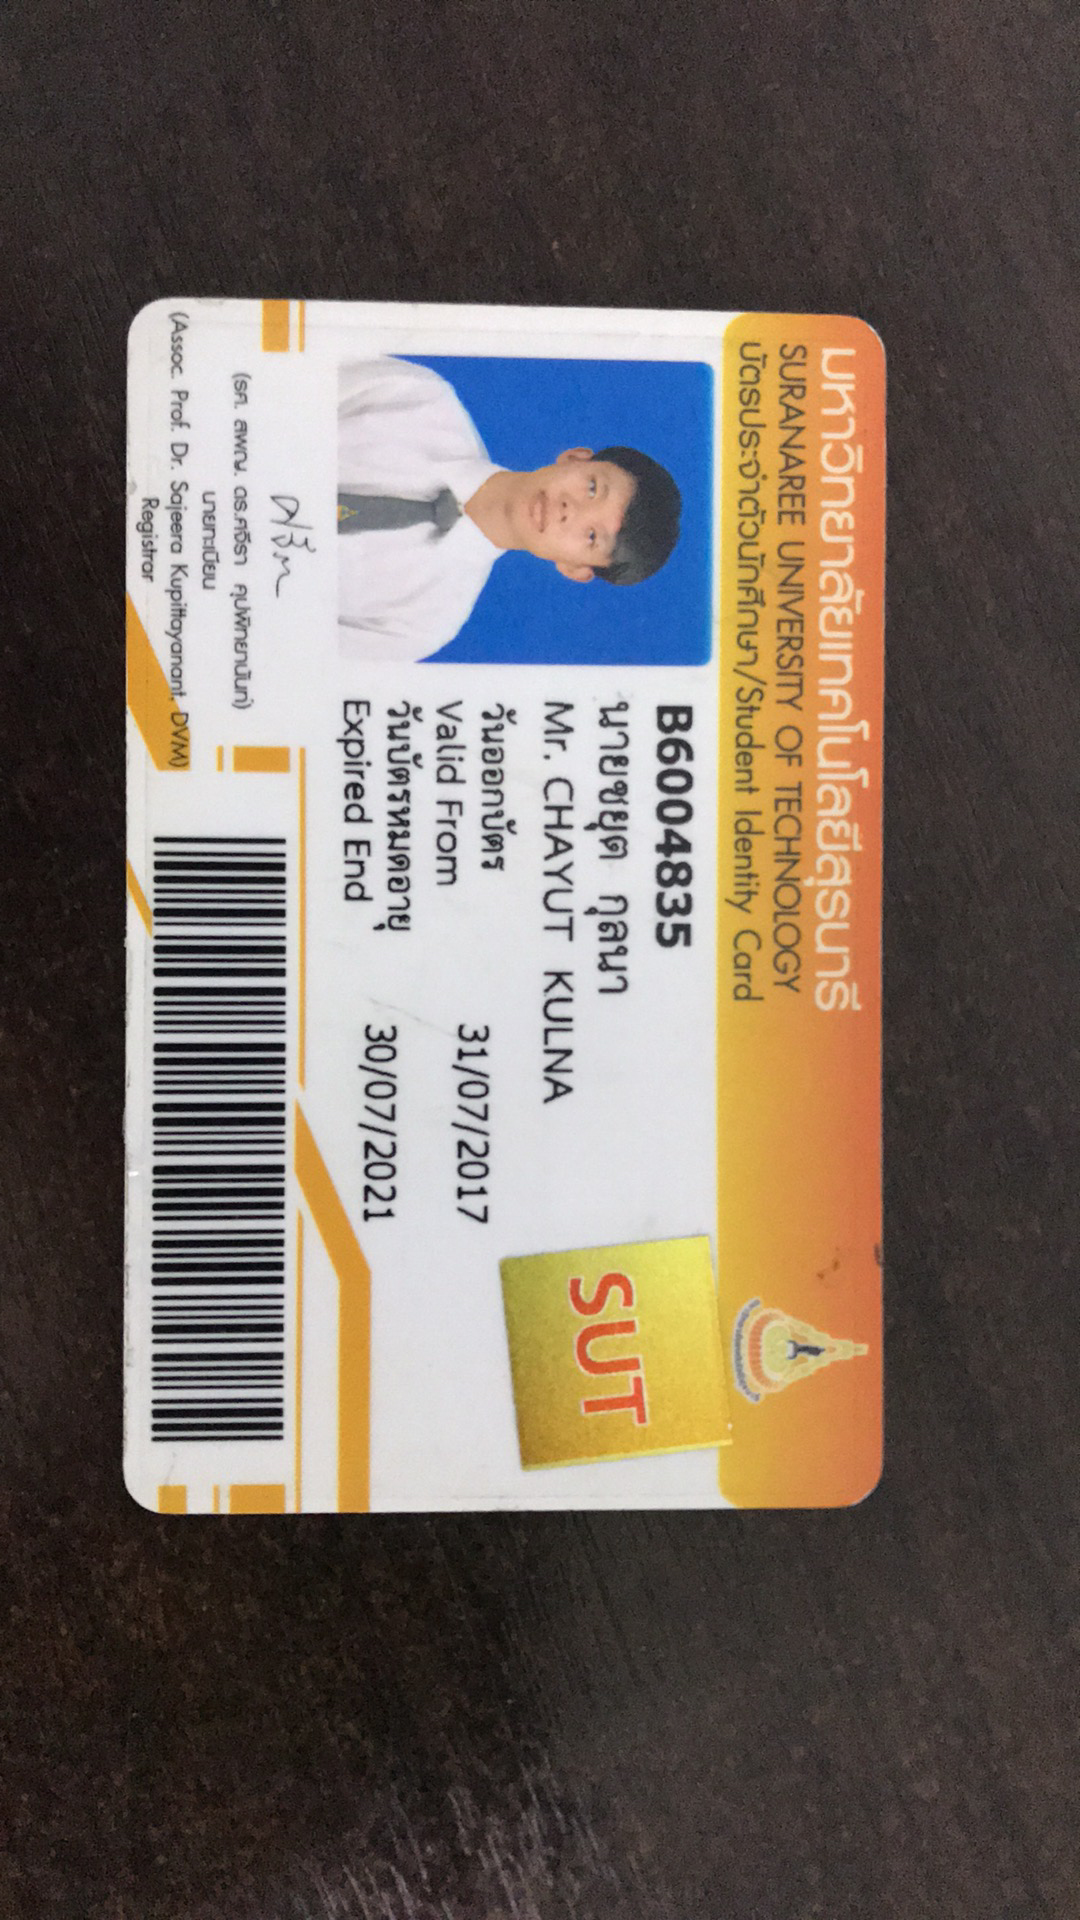 มหาวิทยาลัยเทคโนโลยีสุรนารี
SURANAREE UNIVERSITY OF TECHNOLOGY
บัตรประจำตัวนักศึกษา/Student Identity Card
B6004835
นายชยุต กุลนา
Mr. CHAYUT KULNA
วันออกบัตร
Valid From 31/07/2017
วันบัตรหมดอายุ
Expired End 30/07/2021
SUT
(รศ. สพญ. ดร.ศจีรา คุปพิทยานันท์)
นายทะเบียน
(Assoc. Prof. Dr. Sajeera Kupittayanant, DVM)
Registrar